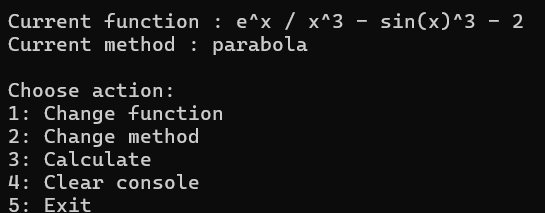 Current function : e^x / x^3 - sin(x)^3 - 2
Current method : parabola
Choose action:
1: Change function
2: Change method
3: Calculate
4: Clear console
5: Exit